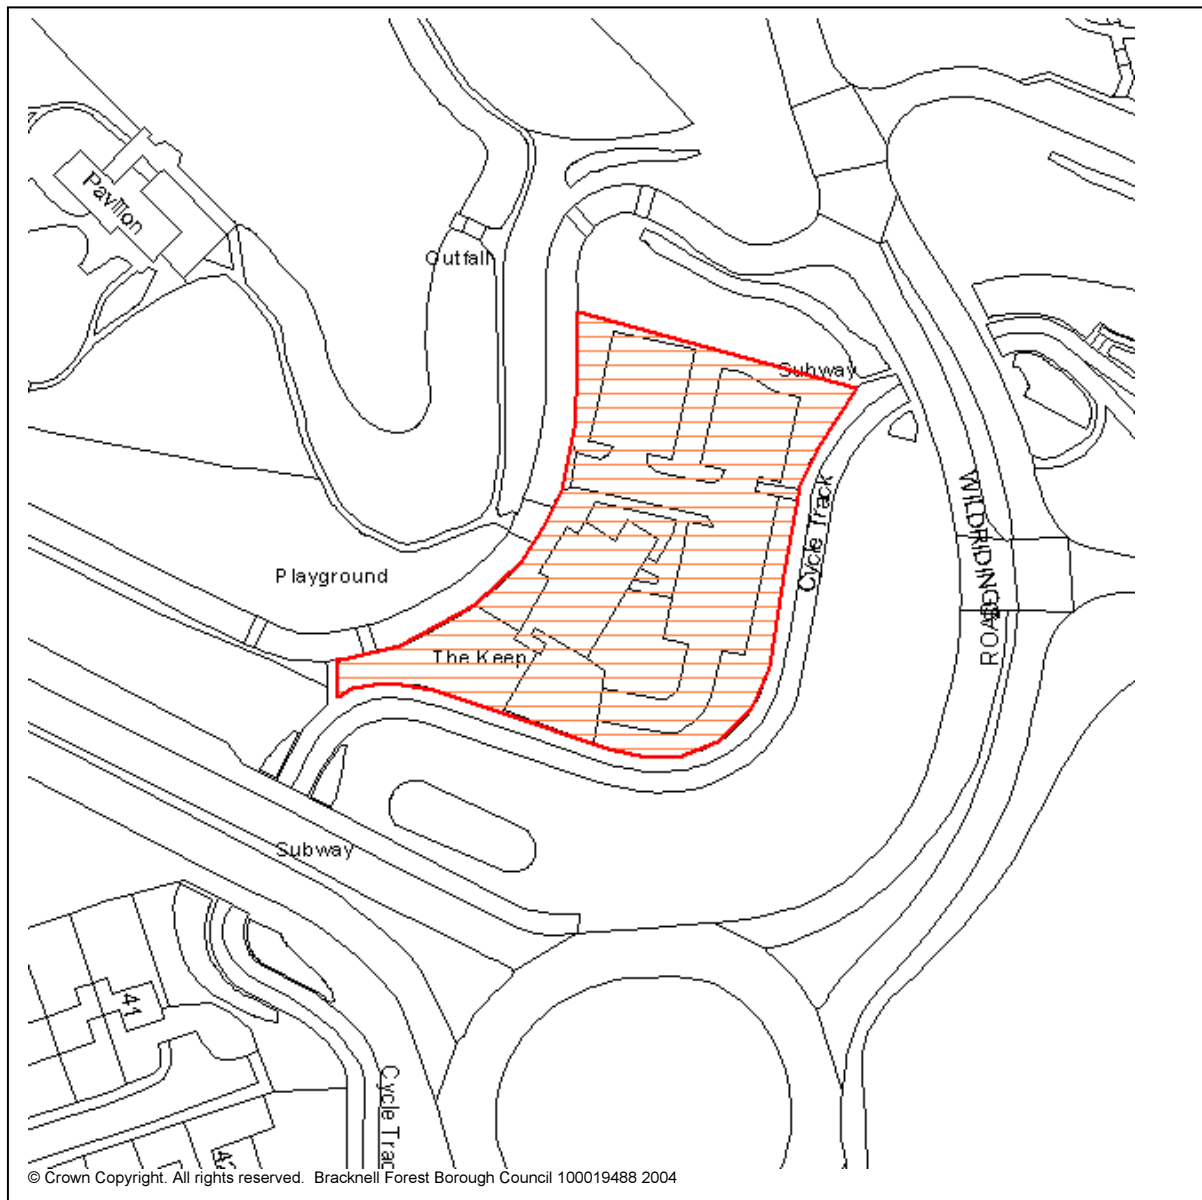 Pavilion
Outfall
Subway
Cycle Track
WILDRIDINGS
ROAD
Playground
The Keep
Subway
41
Cycle Trac
© Crown Copyright. All rights reserved. Bracknell Forest Borough Council 100019488 2004